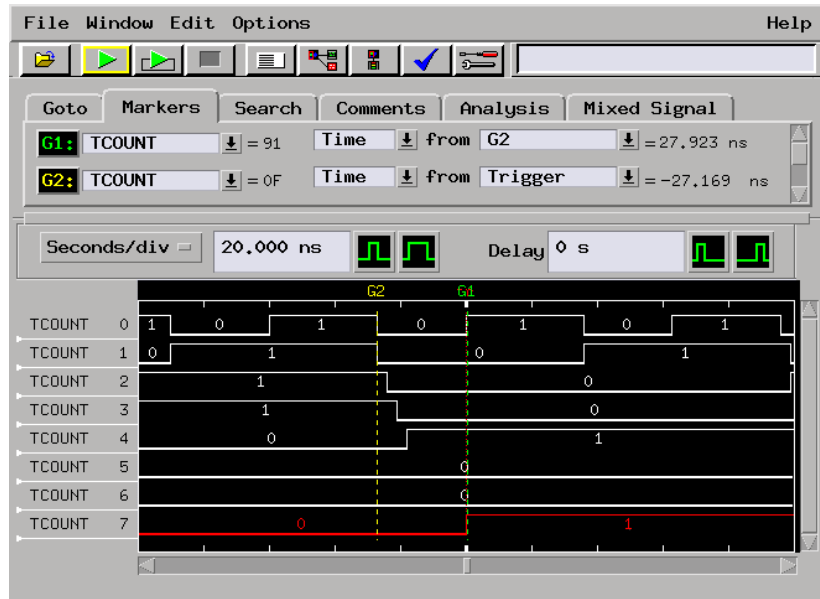 File Window Edit Options Help
Goto Markers Search Comments Analysis Mixed Signal
G1: TCOUNT = 91 Time from G2 =27.923 ns
G2: TCOUNT = 0F Time from Trigger =-27.169 ns
Seconds/div 20.000 ns Delay 0 s
G2 G1
TCOUNT 0 1 0 1 0 1 0 1
TCOUNT 1 0 1 0 1
TCOUNT 2 1 0
TCOUNT 3 1 0
TCOUNT 4 0 1
TCOUNT 5 0
TCOUNT 6 0
TCOUNT 7 0 1